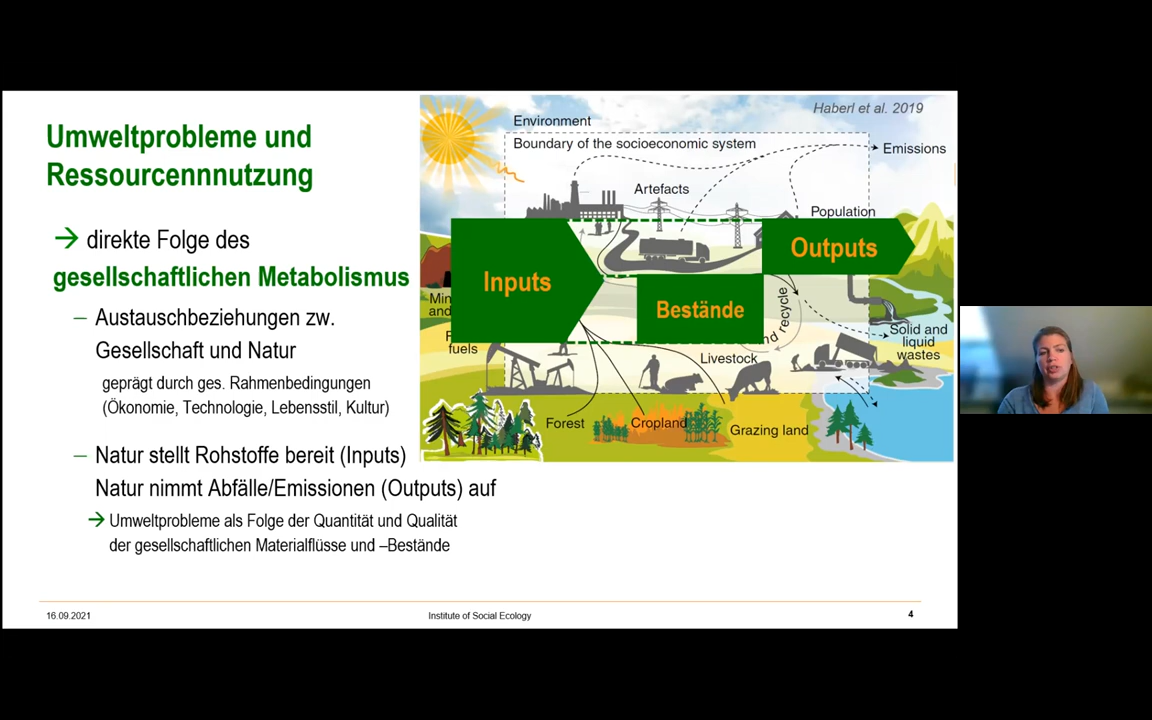 Umweltprobleme und
Ressourcennnutzung
→ direkte Folge des
gesellschaftlichen Metabolismus
– Austauschbeziehungen zw.
Gesellschaft und Natur
geprägt durch ges. Rahmenbedingungen
(Ökonomie, Technologie, Lebensstil, Kultur)
– Natur stellt Rohstoffe bereit (Inputs)
Natur nimmt Abfälle/Emissionen (Outputs) auf
→ Umweltprobleme als Folge der Quantität und Qualität
der gesellschaftlichen Materialflüsse und –Bestände
Haberl et al. 2019
Environment
Boundary of the socioeconomic system
Emissions
Artefacts
Population
Inputs
Outputs
Bestände
recycle
fuels
Livestock
Solid and
liquid
wastes
Forest
Cropland
Grazing land
16.09.2021
Institute of Social Ecology
4